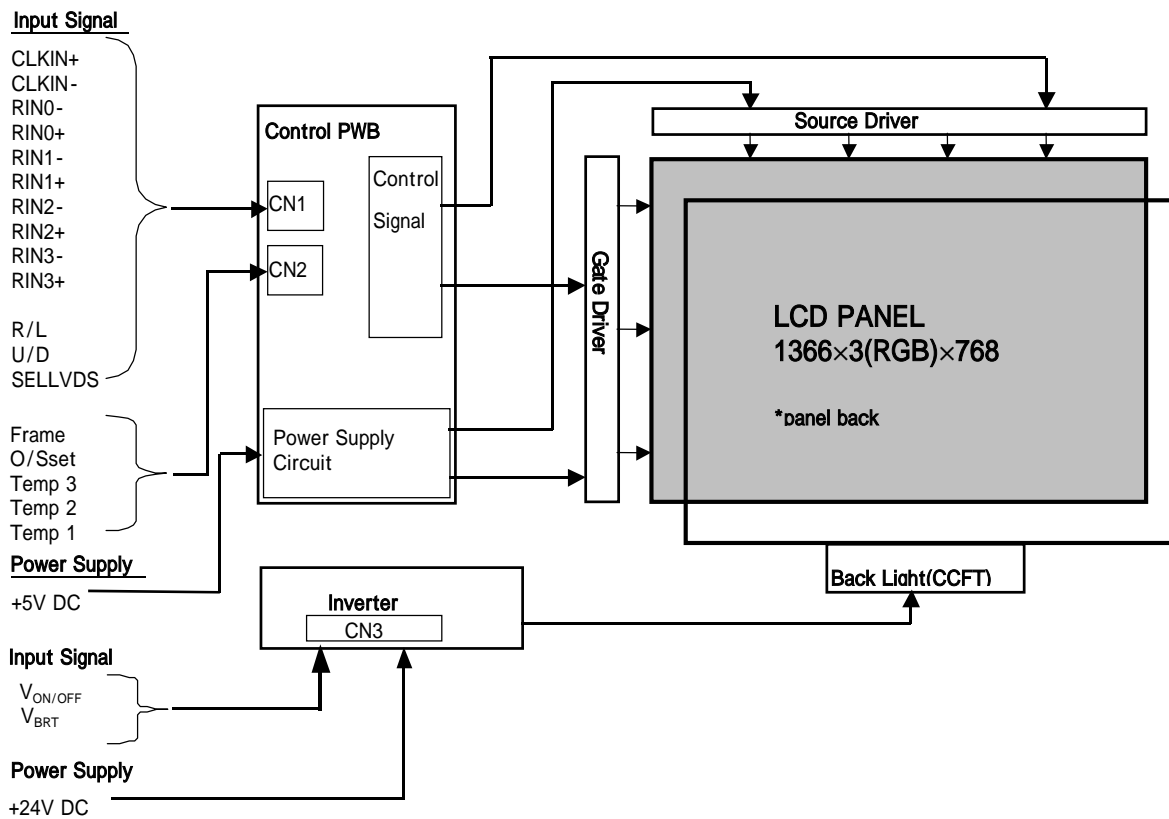 Input Signal
CLKIN+
CLKIN-
RIN0-
RIN0+
RIN1-
RIN1+
RIN2-
RIN2+
RIN3-
RIN3+
R/L
U/D
SELLVDS
Frame
O/Sset
Temp 3
Temp 2
Temp 1
Power Supply
+5V DC
Input Signal
VON/OFF
VBRT
Power Supply
+24V DC
Control PWB
CN1
CN2
Control
Signal
Power Supply
Circuit
Inverter
CN3
Source Driver
Gate Driver
LCD PANEL
1366×3(RGB)×768
*panel back
Back Light(CCFT)